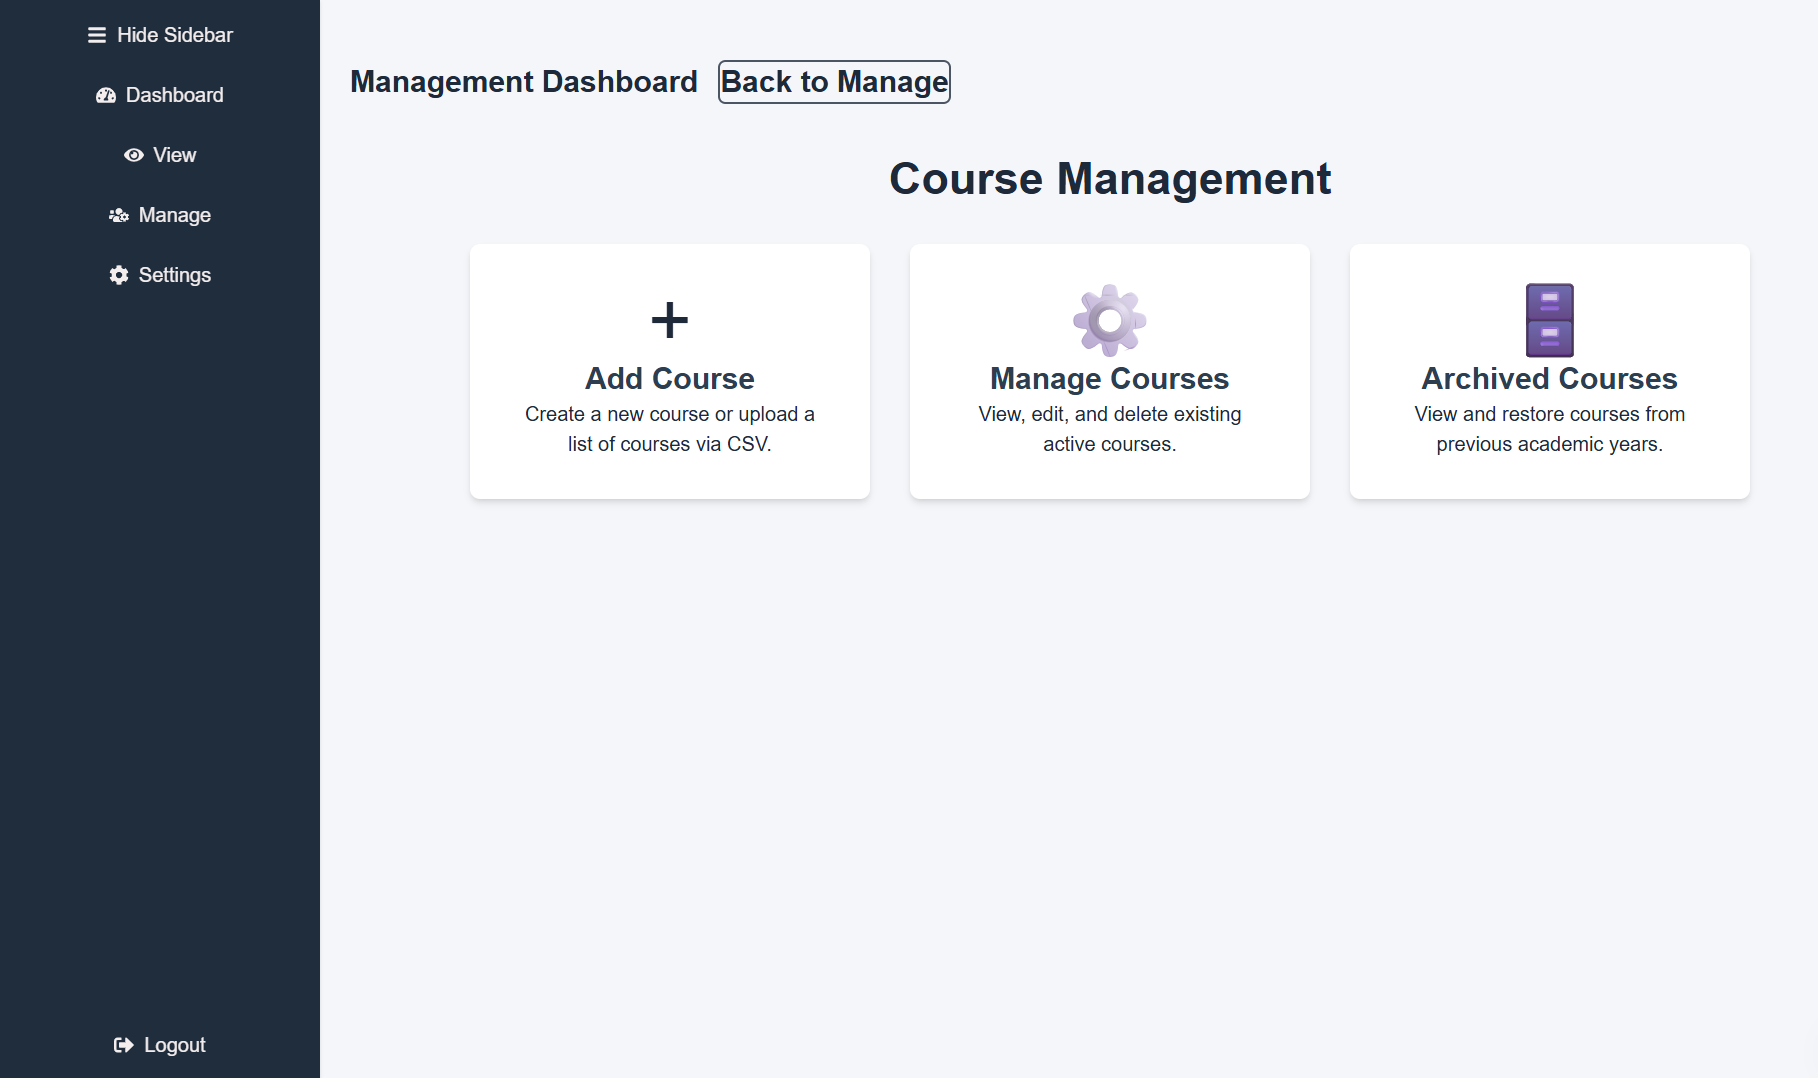 Hide Sidebar
Dashboard
View
Manage
Settings
Logout
Management Dashboard
Back to Manage
Course Management
Add Course
Create a new course or upload a
list of courses via CSV.
Manage Courses
View, edit, and delete existing
active courses.
Archived Courses
View and restore courses from
previous academic years.